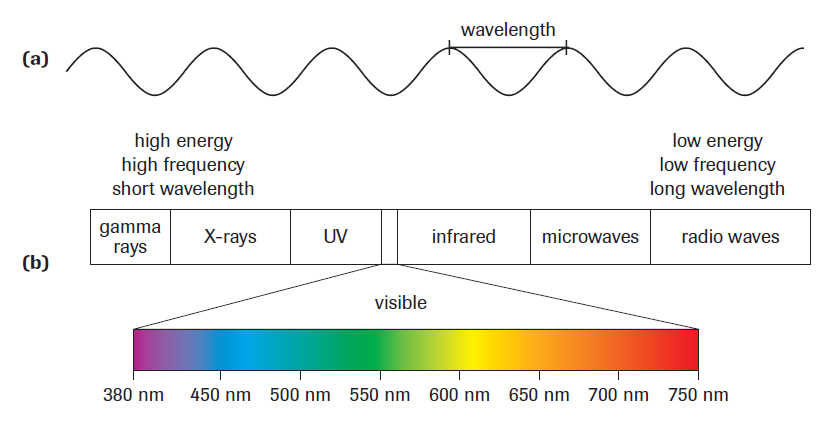 wavelength
(a)
high energy
high frequency
short wavelength
low energy
low frequency
long wavelength
gamma
rays
X-rays
UV
infrared
microwaves
radio waves
(b)
visible
380 nm 450 nm 500 nm 550 nm 600 nm 650 nm 700 nm 750 nm